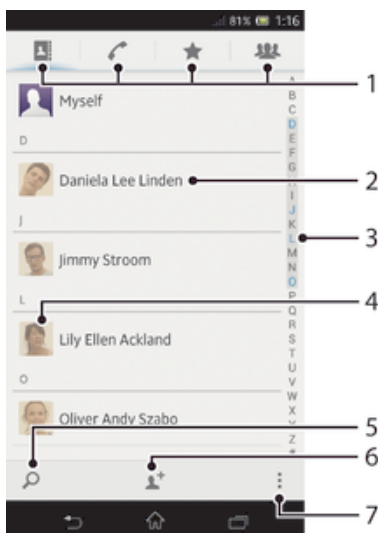 81% 1:16
1
Myself
A
B
C
D
D
E
F
G
Daniela Lee Linden
2
I
J
J
K
3
L
Jimmy Stroom
M
N
O
L
P
4
Q
R
Lily Ellen Ackland
S
T
U
O
V
W
Oliver Andy Szabo
X
Y
5
Z
#
6
7